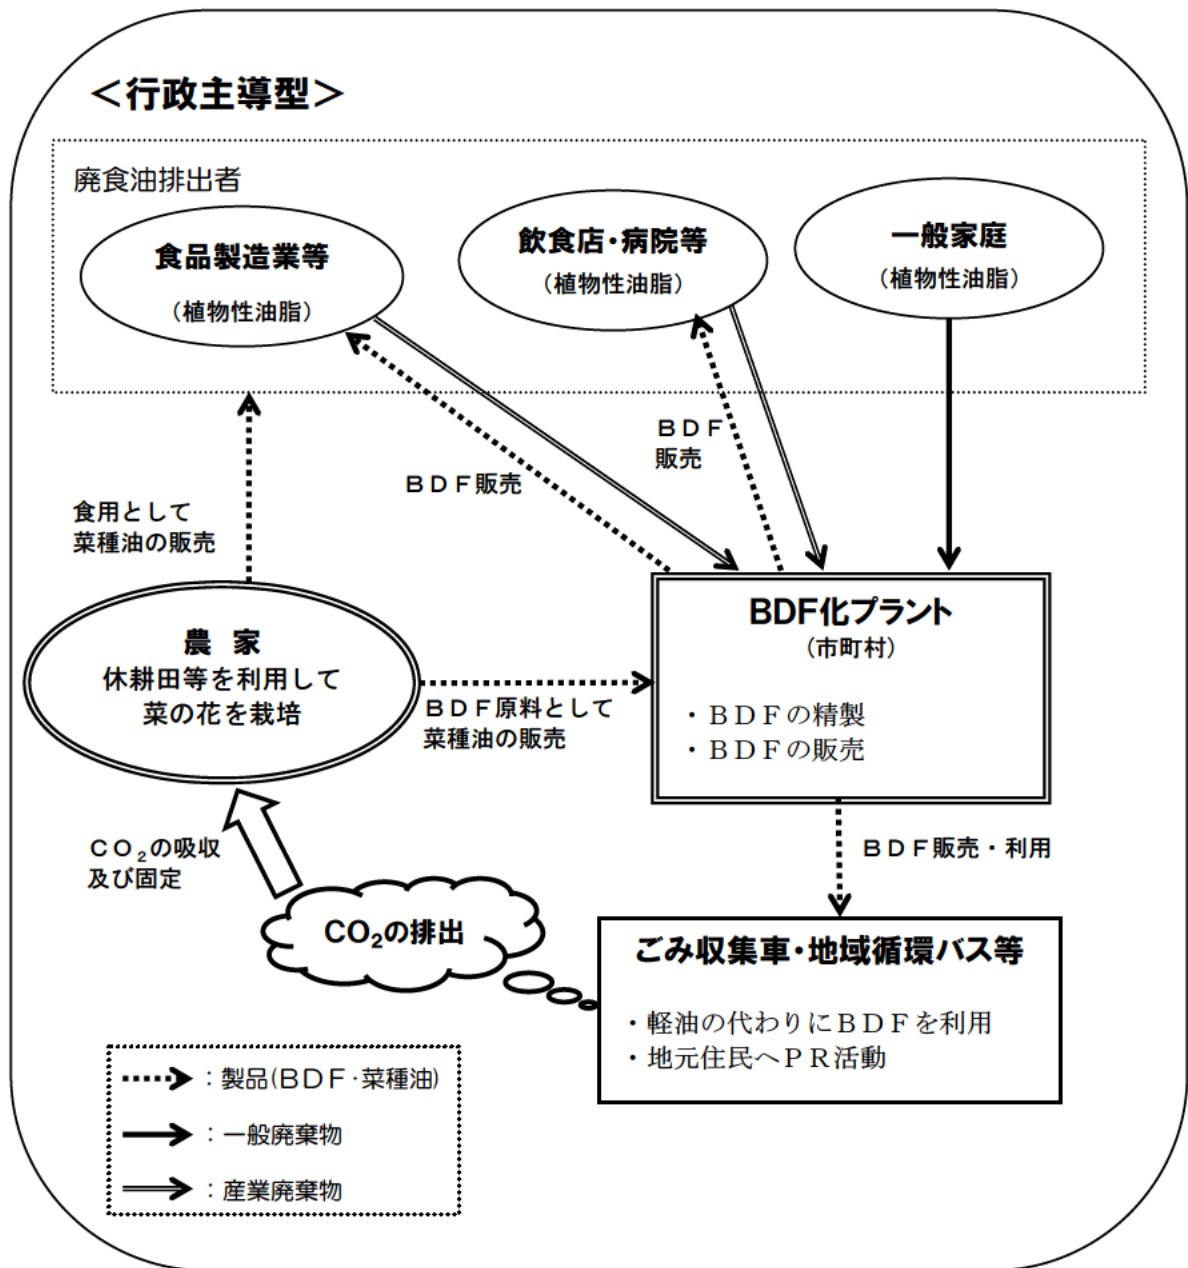 ＜行政主導型＞
廃食油排出者
食品製造業等
（植物性油脂）
飲食店・病院等
（植物性油脂）
一般家庭
（植物性油脂）
ＢＤＦ
販売
ＢＤＦ販売
食用として
菜種油の販売
農 家
休耕田等を利用して
菜の花を栽培
ＢＤＦ原料として
菜種油の販売
BDF化プラント
（市町村）
・ＢＤＦの精製
・ＢＤＦの販売
ＢＤＦ販売・利用
ＣＯ₂の吸収
及び固定
CO₂の排出
ごみ収集車・地域循環バス等
・軽油の代わりにＢＤＦを利用
・地元住民へＰＲ活動
：製品(ＢＤＦ・菜種油)
：一般廃棄物
：産業廃棄物